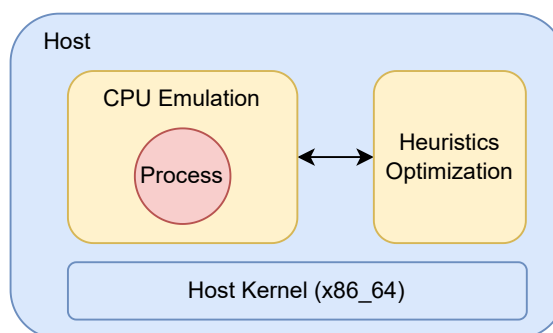 Host
CPU Emulation
Process
Heuristics
Optimization
Host Kernel (x86_64)